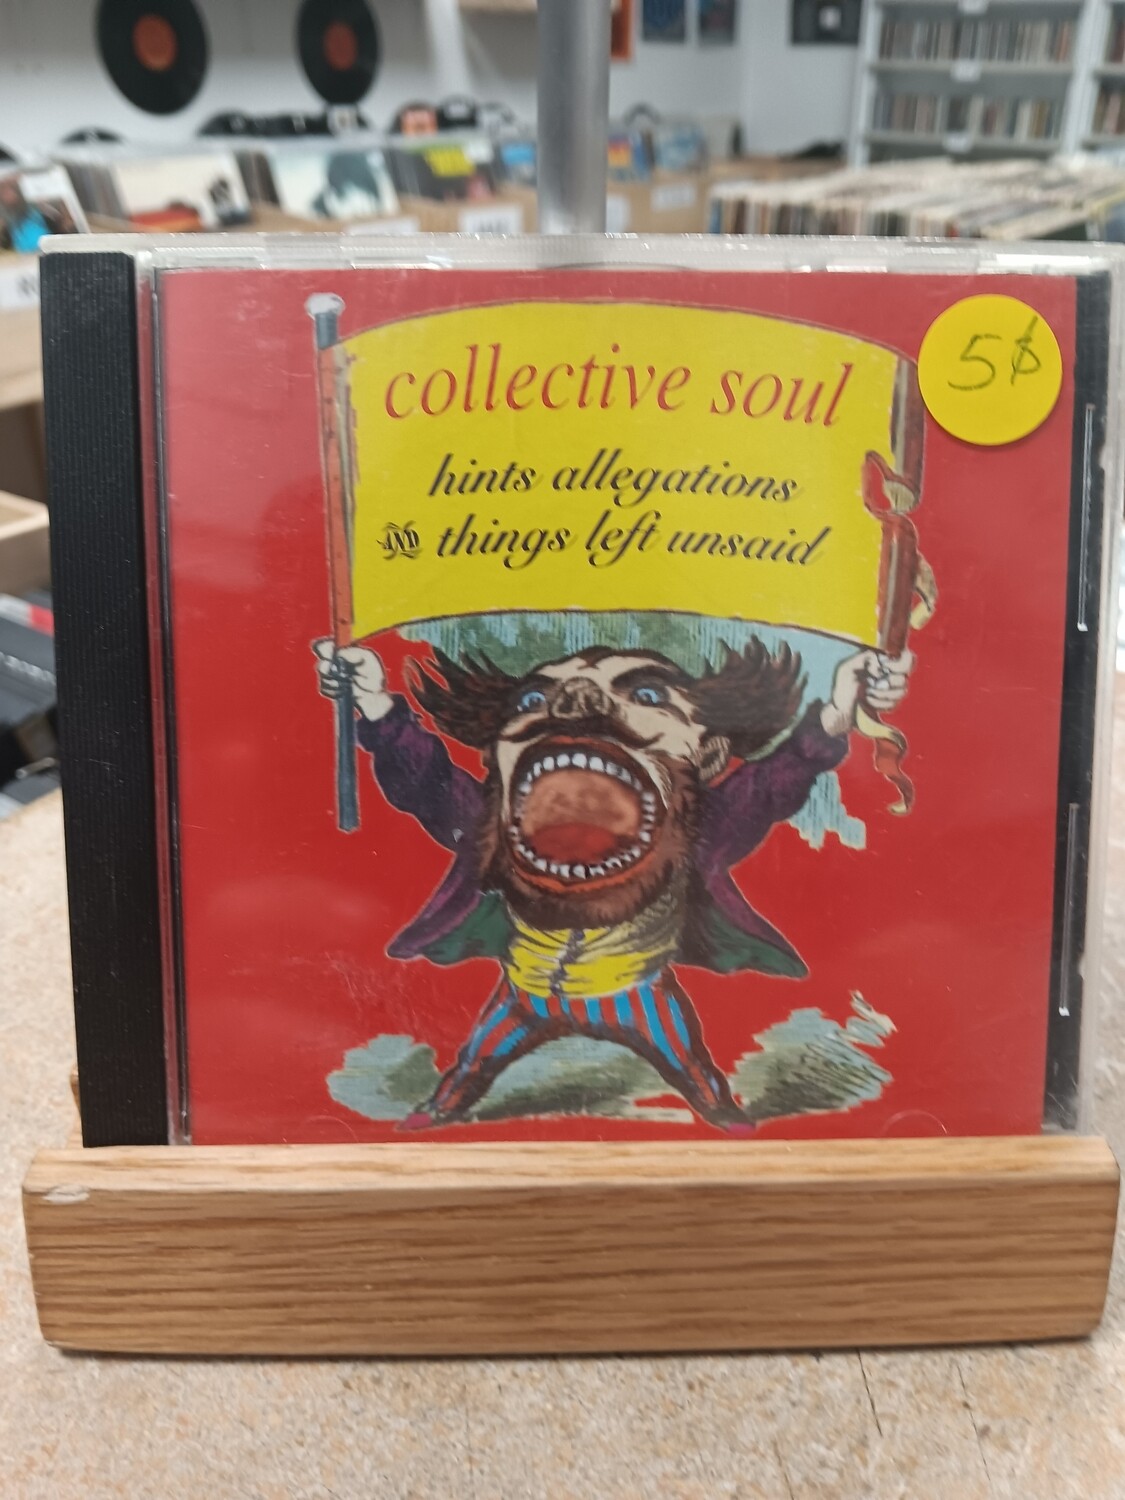 collective soul
5$
hints allegations
AND things left unsaid